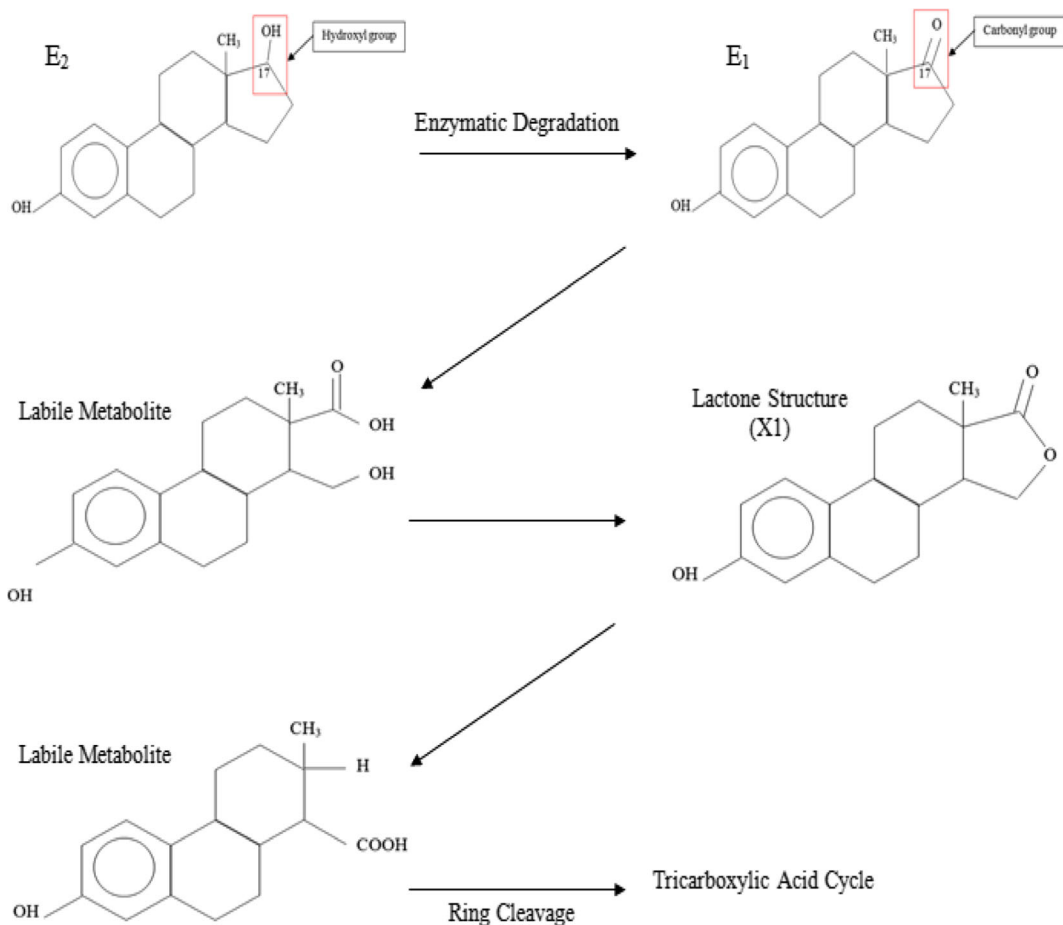 E₂
CH₃
OH
17
Hydroxyl group
OH
Enzymatic Degradation
E₁
CH₃
O
17
Carbonyl group
OH
Labile Metabolite
CH₃
O
OH
OH
OH
Lactone Structure
(X1)
CH₃
O
O
OH
Labile Metabolite
CH₃
H
COOH
OH
Ring Cleavage
Tricarboxylic Acid Cycle